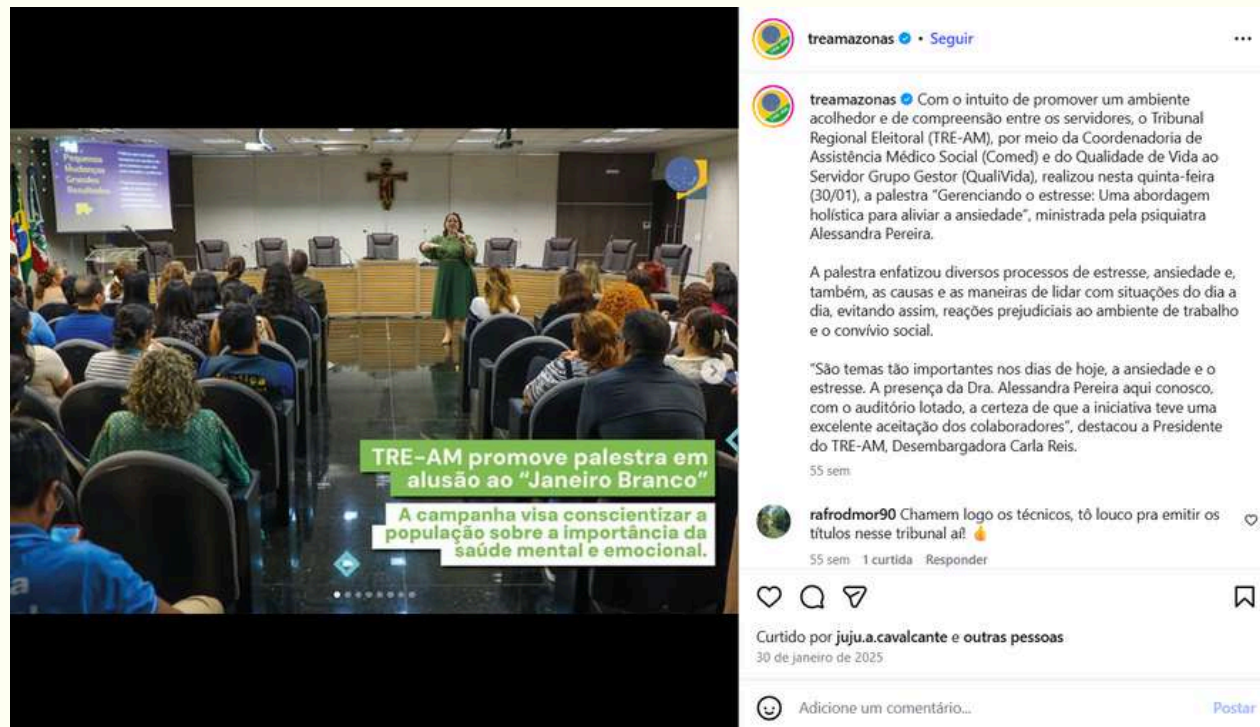 Pequenas
Mudanças
Grandes
Resultados
TRE-AM promove palestra em
alusão ao “Janeiro Branco”
A campanha visa conscientizar a
população sobre a importância da
saúde mental e emocional.
treamazonas • Seguir
treamazonas Com o intuito de promover um ambiente
acolhedor e de compreensão entre os servidores, o Tribunal
Regional Eleitoral (TRE-AM), por meio da Coordenadoria de
Assistência Médico Social (Comed) e do Qualidade de Vida ao
Servidor Grupo Gestor (QualiVida), realizou nesta quinta-feira
(30/01), a palestra “Gerenciando o estresse: Uma abordagem
holística para aliviar a ansiedade”, ministrada pela psiquiatra
Alessandra Pereira.
A palestra enfatizou diversos processos de estresse, ansiedade e,
também, as causas e as maneiras de lidar com situações do dia a
dia, evitando assim, reações prejudiciais ao ambiente de trabalho
e o convívio social.
“São temas tão importantes nos dias de hoje, a ansiedade e o
estresse. A presença da Dra. Alessandra Pereira aqui conosco,
com o auditório lotado, a certeza de que a iniciativa teve uma
excelente aceitação dos colaboradores”, destacou a Presidente
do TRE-AM, Desembargadora Carla Reis.
55 sem
rafrodmor90 Chamem logo os técnicos, tô louco pra emitir os
títulos nesse tribunal aí! 👍
55 sem 1 curtida Responder
Curtido por juju.a.cavalcante e outras pessoas
30 de janeiro de 2025
Adicione um comentário... Postar